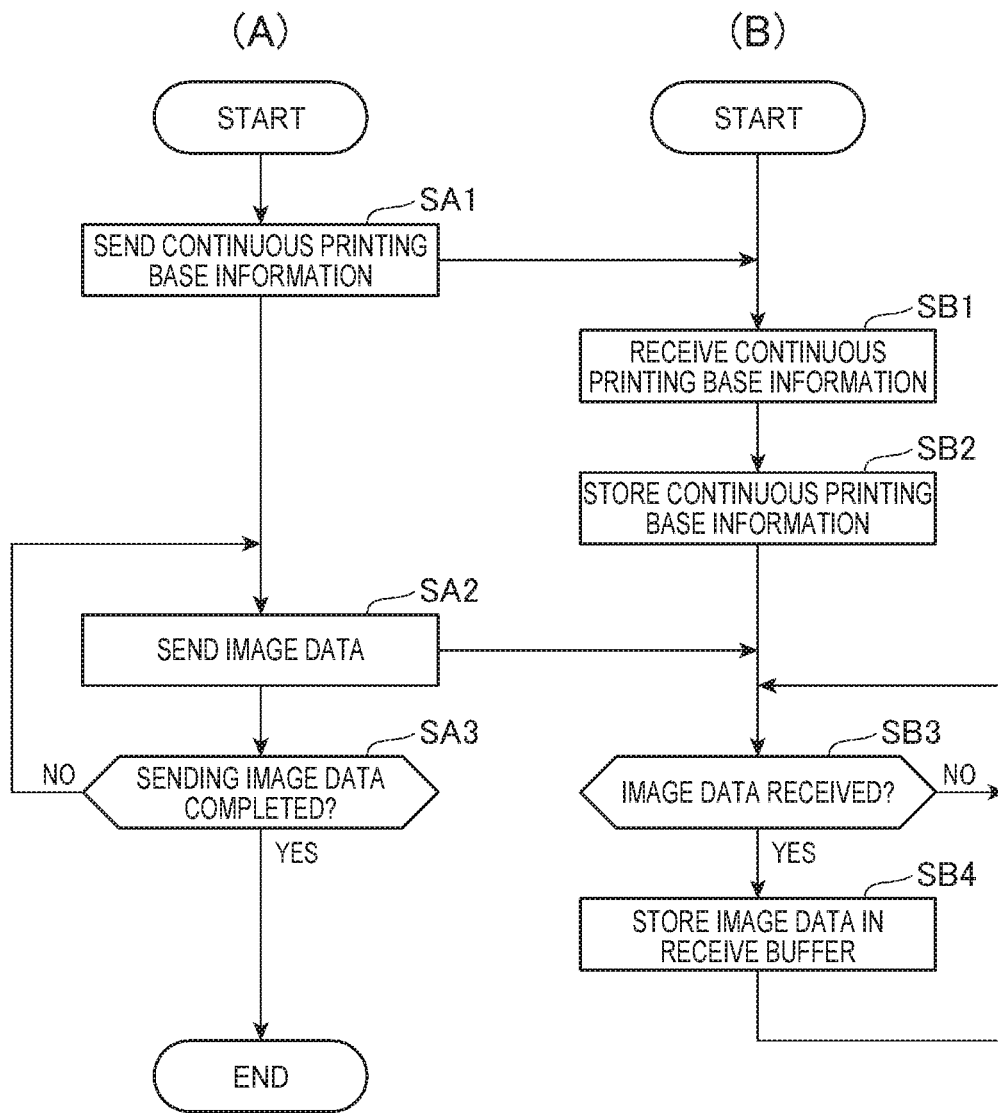 (A)
START
SA1
SEND CONTINUOUS PRINTING
BASE INFORMATION
SA2
SEND IMAGE DATA
SA3
NO
SENDING IMAGE DATA
COMPLETED?
YES
END
(B)
START
SB1
RECEIVE CONTINUOUS
PRINTING BASE INFORMATION
SB2
STORE CONTINUOUS PRINTING
BASE INFORMATION
SB3
IMAGE DATA RECEIVED?
NO
YES
SB4
STORE IMAGE DATA IN
RECEIVE BUFFER